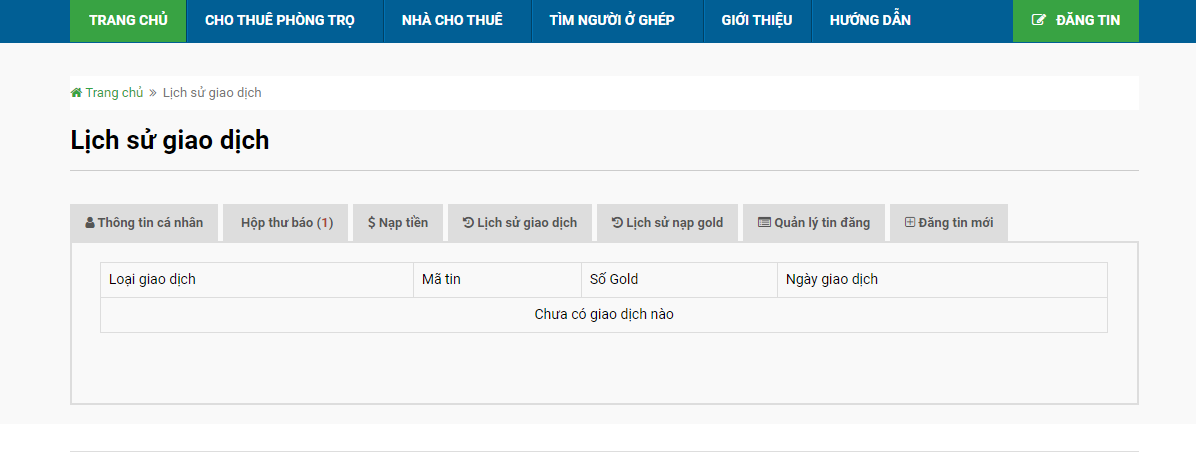 TRANG CHỦ CHO THUÊ PHÒNG TRỌ NHÀ CHO THUÊ TÌM NGƯỜI Ở GHÉP GIỚI THIỆU HƯỚNG DẪN ĐĂNG TIN
Trang chủ » Lịch sử giao dịch
Lịch sử giao dịch
Thông tin cá nhân Hộp thư báo (1) $ Nạp tiền Lịch sử giao dịch Lịch sử nạp gold Quản lý tin đăng Đăng tin mới
Loại giao dịch Mã tin Số Gold Ngày giao dịch
Chưa có giao dịch nào